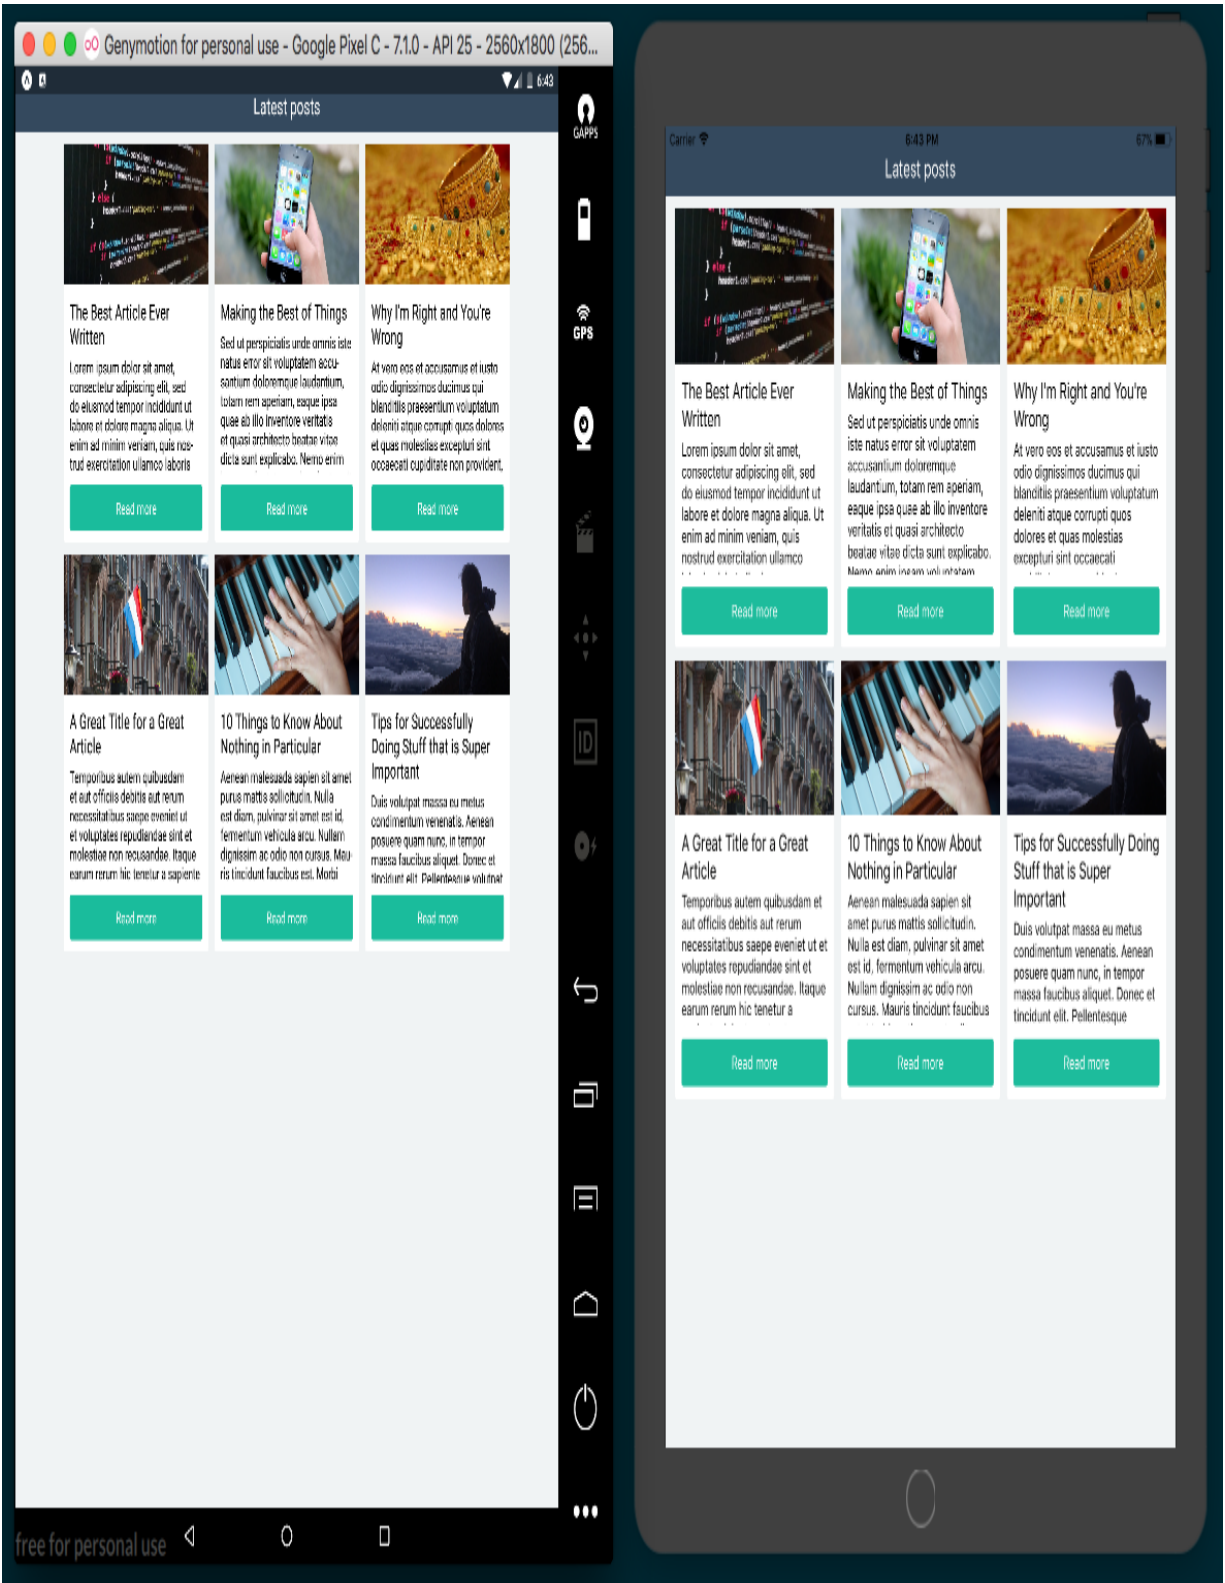 Genymotion for personal use - Google Pixel C - 7.1.0 - API 25 - 2560x1800 (256...
6:43
Latest posts
The Best Article Ever
Written
Lorem ipsum dolor sit amet,
consectetur adipiscing elit, sed
do eiusmod tempor incididunt ut
labore et dolore magna aliqua. Ut
enim ad minim veniam, quis nos-
trud exercitation ullamco laboris
Read more
Making the Best of Things
Sed ut perspiciatis unde omnis iste
natus error sit voluptatem accu-
santium doloremque laudantium,
totam rem aperiam, eaque ipsa
quae ab illo inventore veritatis
et quasi architecto beatae vitae
dicta sunt explicabo. Nemo enim
Read more
Why I'm Right and You're
Wrong
At vero eos et accusamus et iusto
odio dignissimos ducimus qui
blanditiis praesentium voluptatum
deleniti atque corrupti quos dolores
et quas molestias excepturi sint
occaecati cupiditate non provident,
Read more
A Great Title for a Great
Article
Temporibus autem quibusdam
et aut officiis debitis aut rerum
necessitatibus saepe eveniet ut
et voluptates repudiandae sint et
molestiae non recusandae. Itaque
earum rerum hic tenetur a sapiente
Read more
10 Things to Know About
Nothing in Particular
Aenean malesuada sapien sit amet
purus mattis sollicitudin. Nulla
est diam, pulvinar sit amet est id,
fermentum vehicula arcu. Nullam
dignissim ac odio non cursus. Mau-
ris tincidunt faucibus est. Morbi
Read more
Tips for Successfully
Doing Stuff that is Super
Important
Duis volutpat massa eu metus
condimentum venenatis. Aenean
posuere quam nunc, in tempor
massa faucibus aliquet. Donec et
tincidunt elit. Pellentesque volutpat
Read more
GAPPS
GPS
ID
free for personal use
Carrier
6:43 PM
67%
Latest posts
The Best Article Ever
Written
Lorem ipsum dolor sit amet,
consectetur adipiscing elit, sed
do eiusmod tempor incididunt ut
labore et dolore magna aliqua. Ut
enim ad minim veniam, quis
nostrud exercitation ullamco
Read more
Making the Best of Things
Sed ut perspiciatis unde omnis
iste natus error sit voluptatem
accusantium doloremque
laudantium, totam rem aperiam,
eaque ipsa quae ab illo inventore
veritatis et quasi architecto
beatae vitae dicta sunt explicabo.
Nemo enim ipsam voluptatem
Read more
Why I'm Right and You're
Wrong
At vero eos et accusamus et iusto
odio dignissimos ducimus qui
blanditiis praesentium voluptatum
deleniti atque corrupti quos
dolores et quas molestias
excepturi sint occaecati
Read more
A Great Title for a Great
Article
Temporibus autem quibusdam et
aut officiis debitis aut rerum
necessitatibus saepe eveniet ut et
voluptates repudiandae sint et
molestiae non recusandae. Itaque
earum rerum hic tenetur a
Read more
10 Things to Know About
Nothing in Particular
Aenean malesuada sapien sit
amet purus mattis sollicitudin.
Nulla est diam, pulvinar sit amet
est id, fermentum vehicula arcu.
Nullam dignissim ac odio non
cursus. Mauris tincidunt faucibus
Read more
Tips for Successfully Doing
Stuff that is Super
Important
Duis volutpat massa eu metus
condimentum venenatis. Aenean
posuere quam nunc, in tempor
massa faucibus aliquet. Donec et
tincidunt elit. Pellentesque
Read more